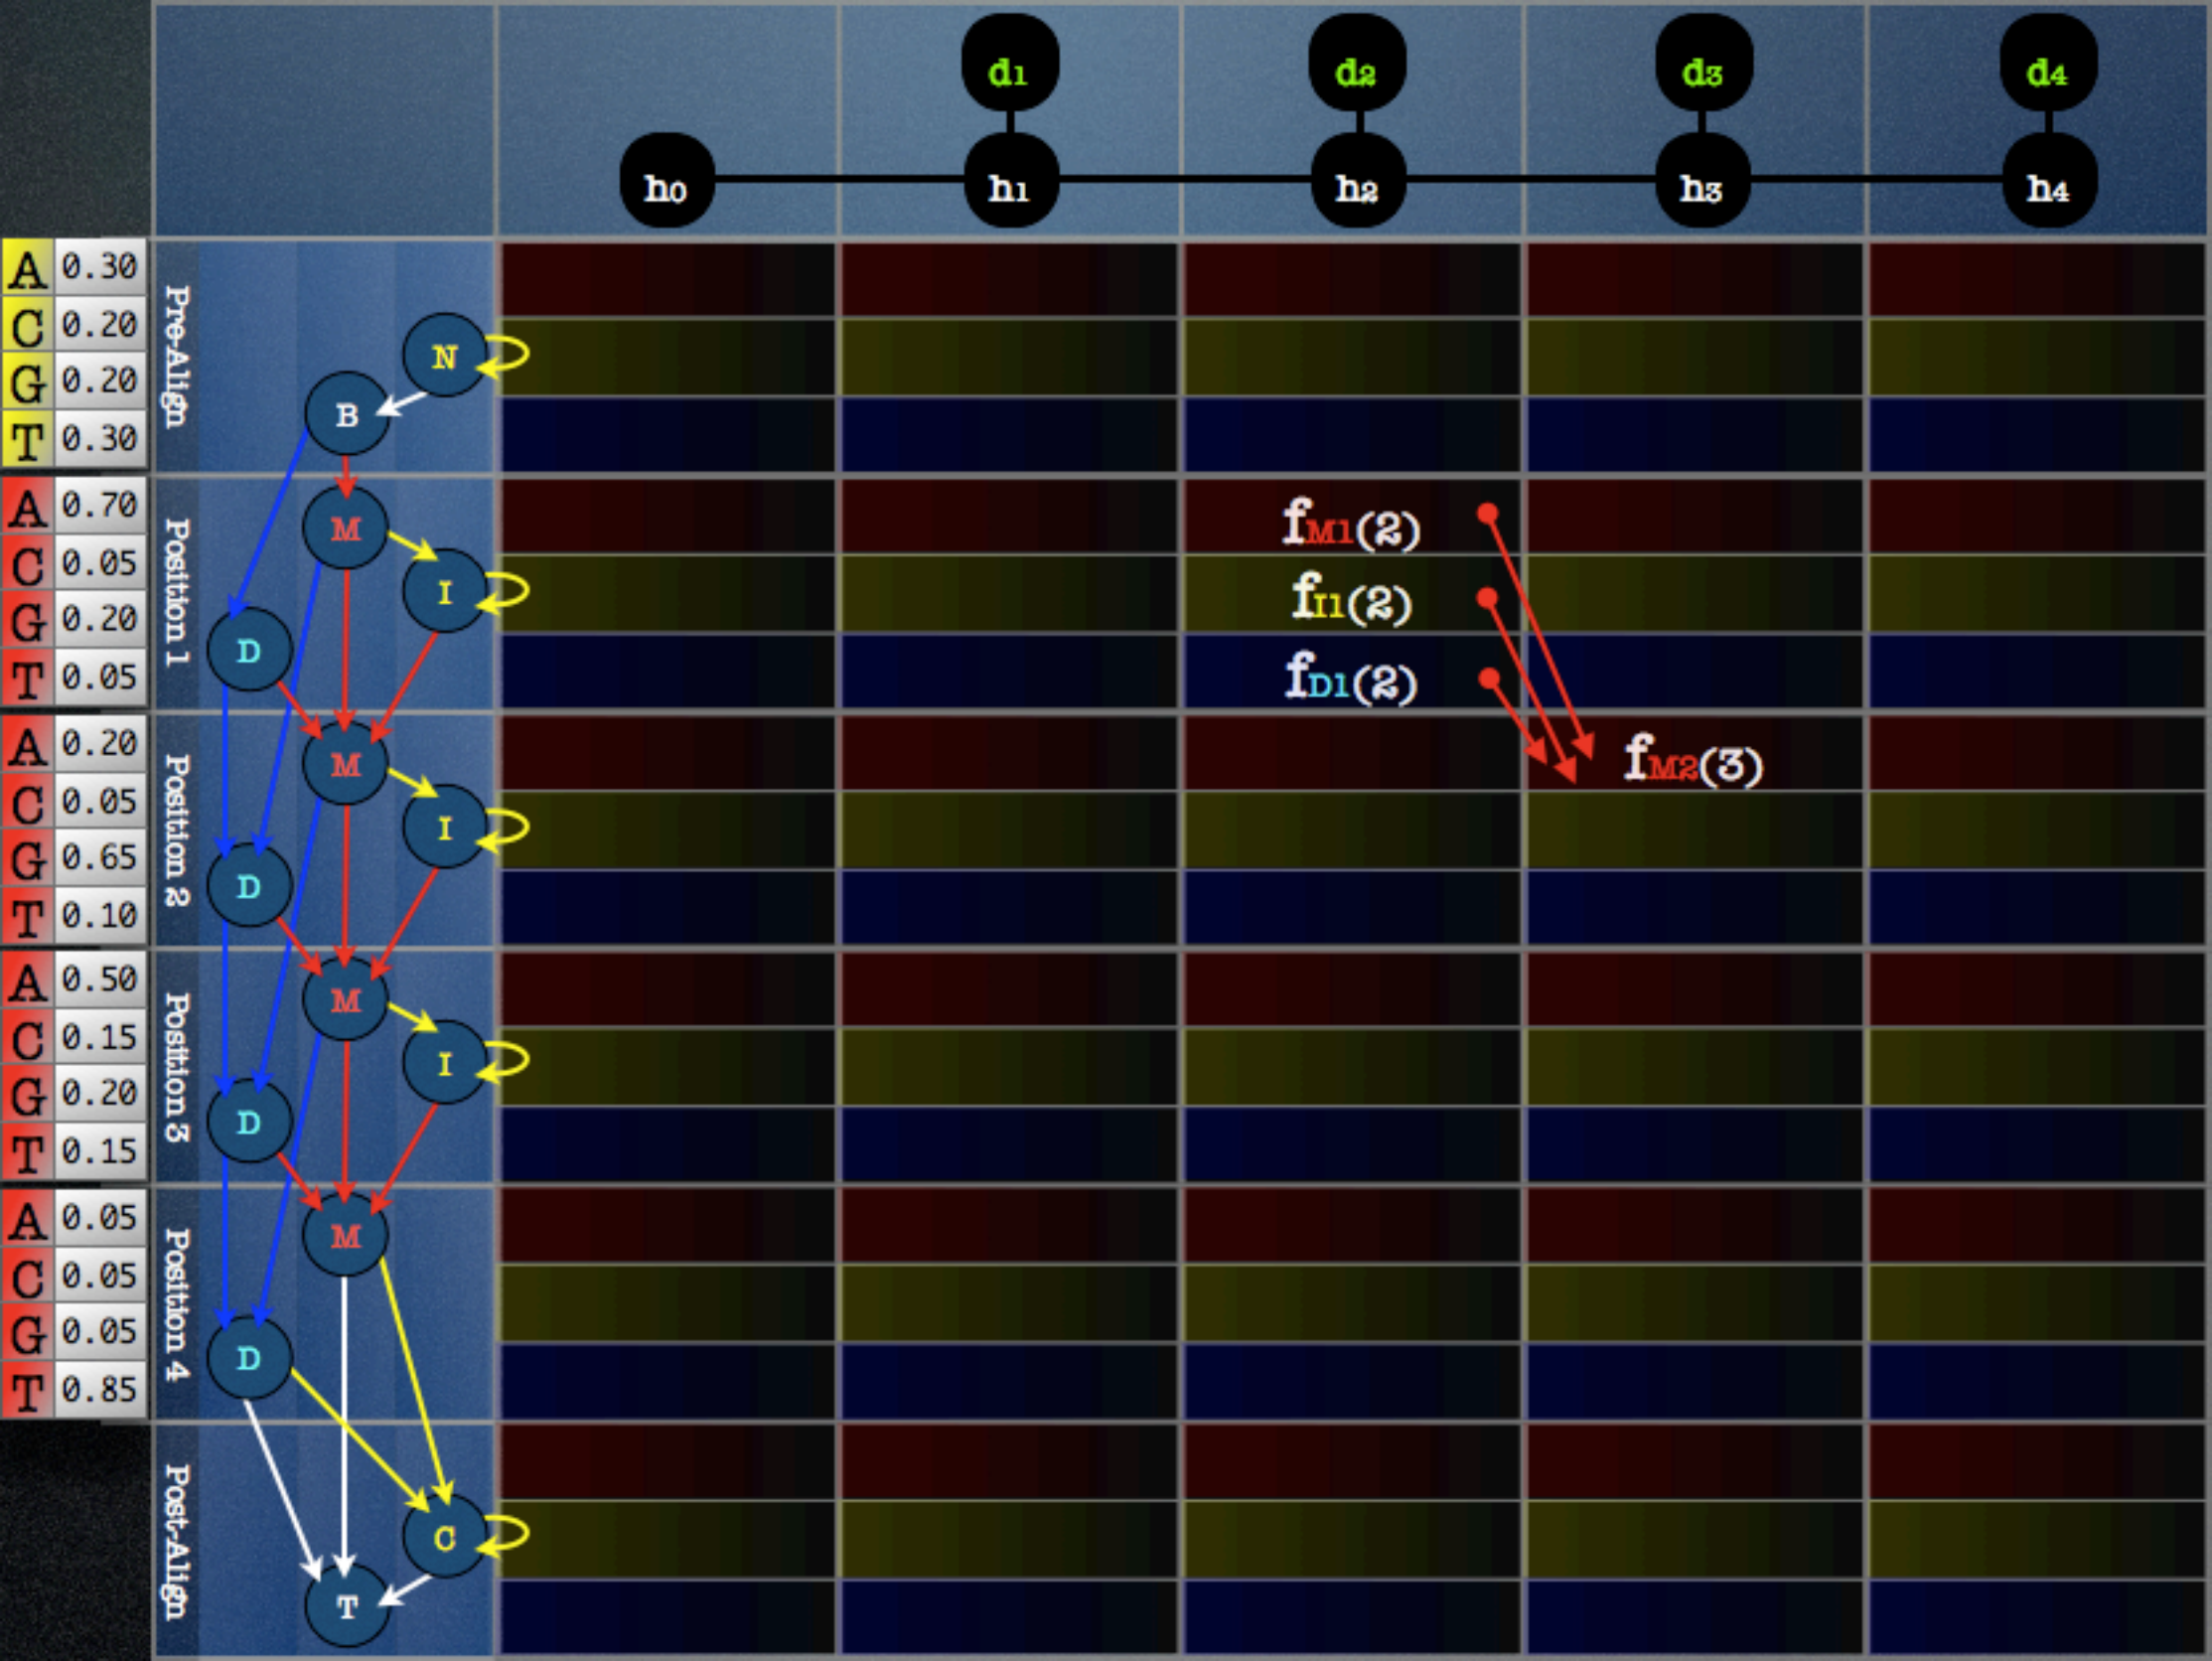 d1 d2 d3 d4
h0 h1 h2 h3 h4
A 0.30
C 0.20
G 0.20
T 0.30
Pre-Align
N
B
A 0.70
C 0.05
G 0.20
T 0.05
Position 1
M
I
D
fM1(2)
fI1(2)
fD1(2)
A 0.20
C 0.05
G 0.65
T 0.10
Position 2
M
I
D
fM2(3)
A 0.50
C 0.15
G 0.20
T 0.15
Position 3
M
I
D
A 0.05
C 0.05
G 0.05
T 0.85
Position 4
M
D
Post-Align
C
T